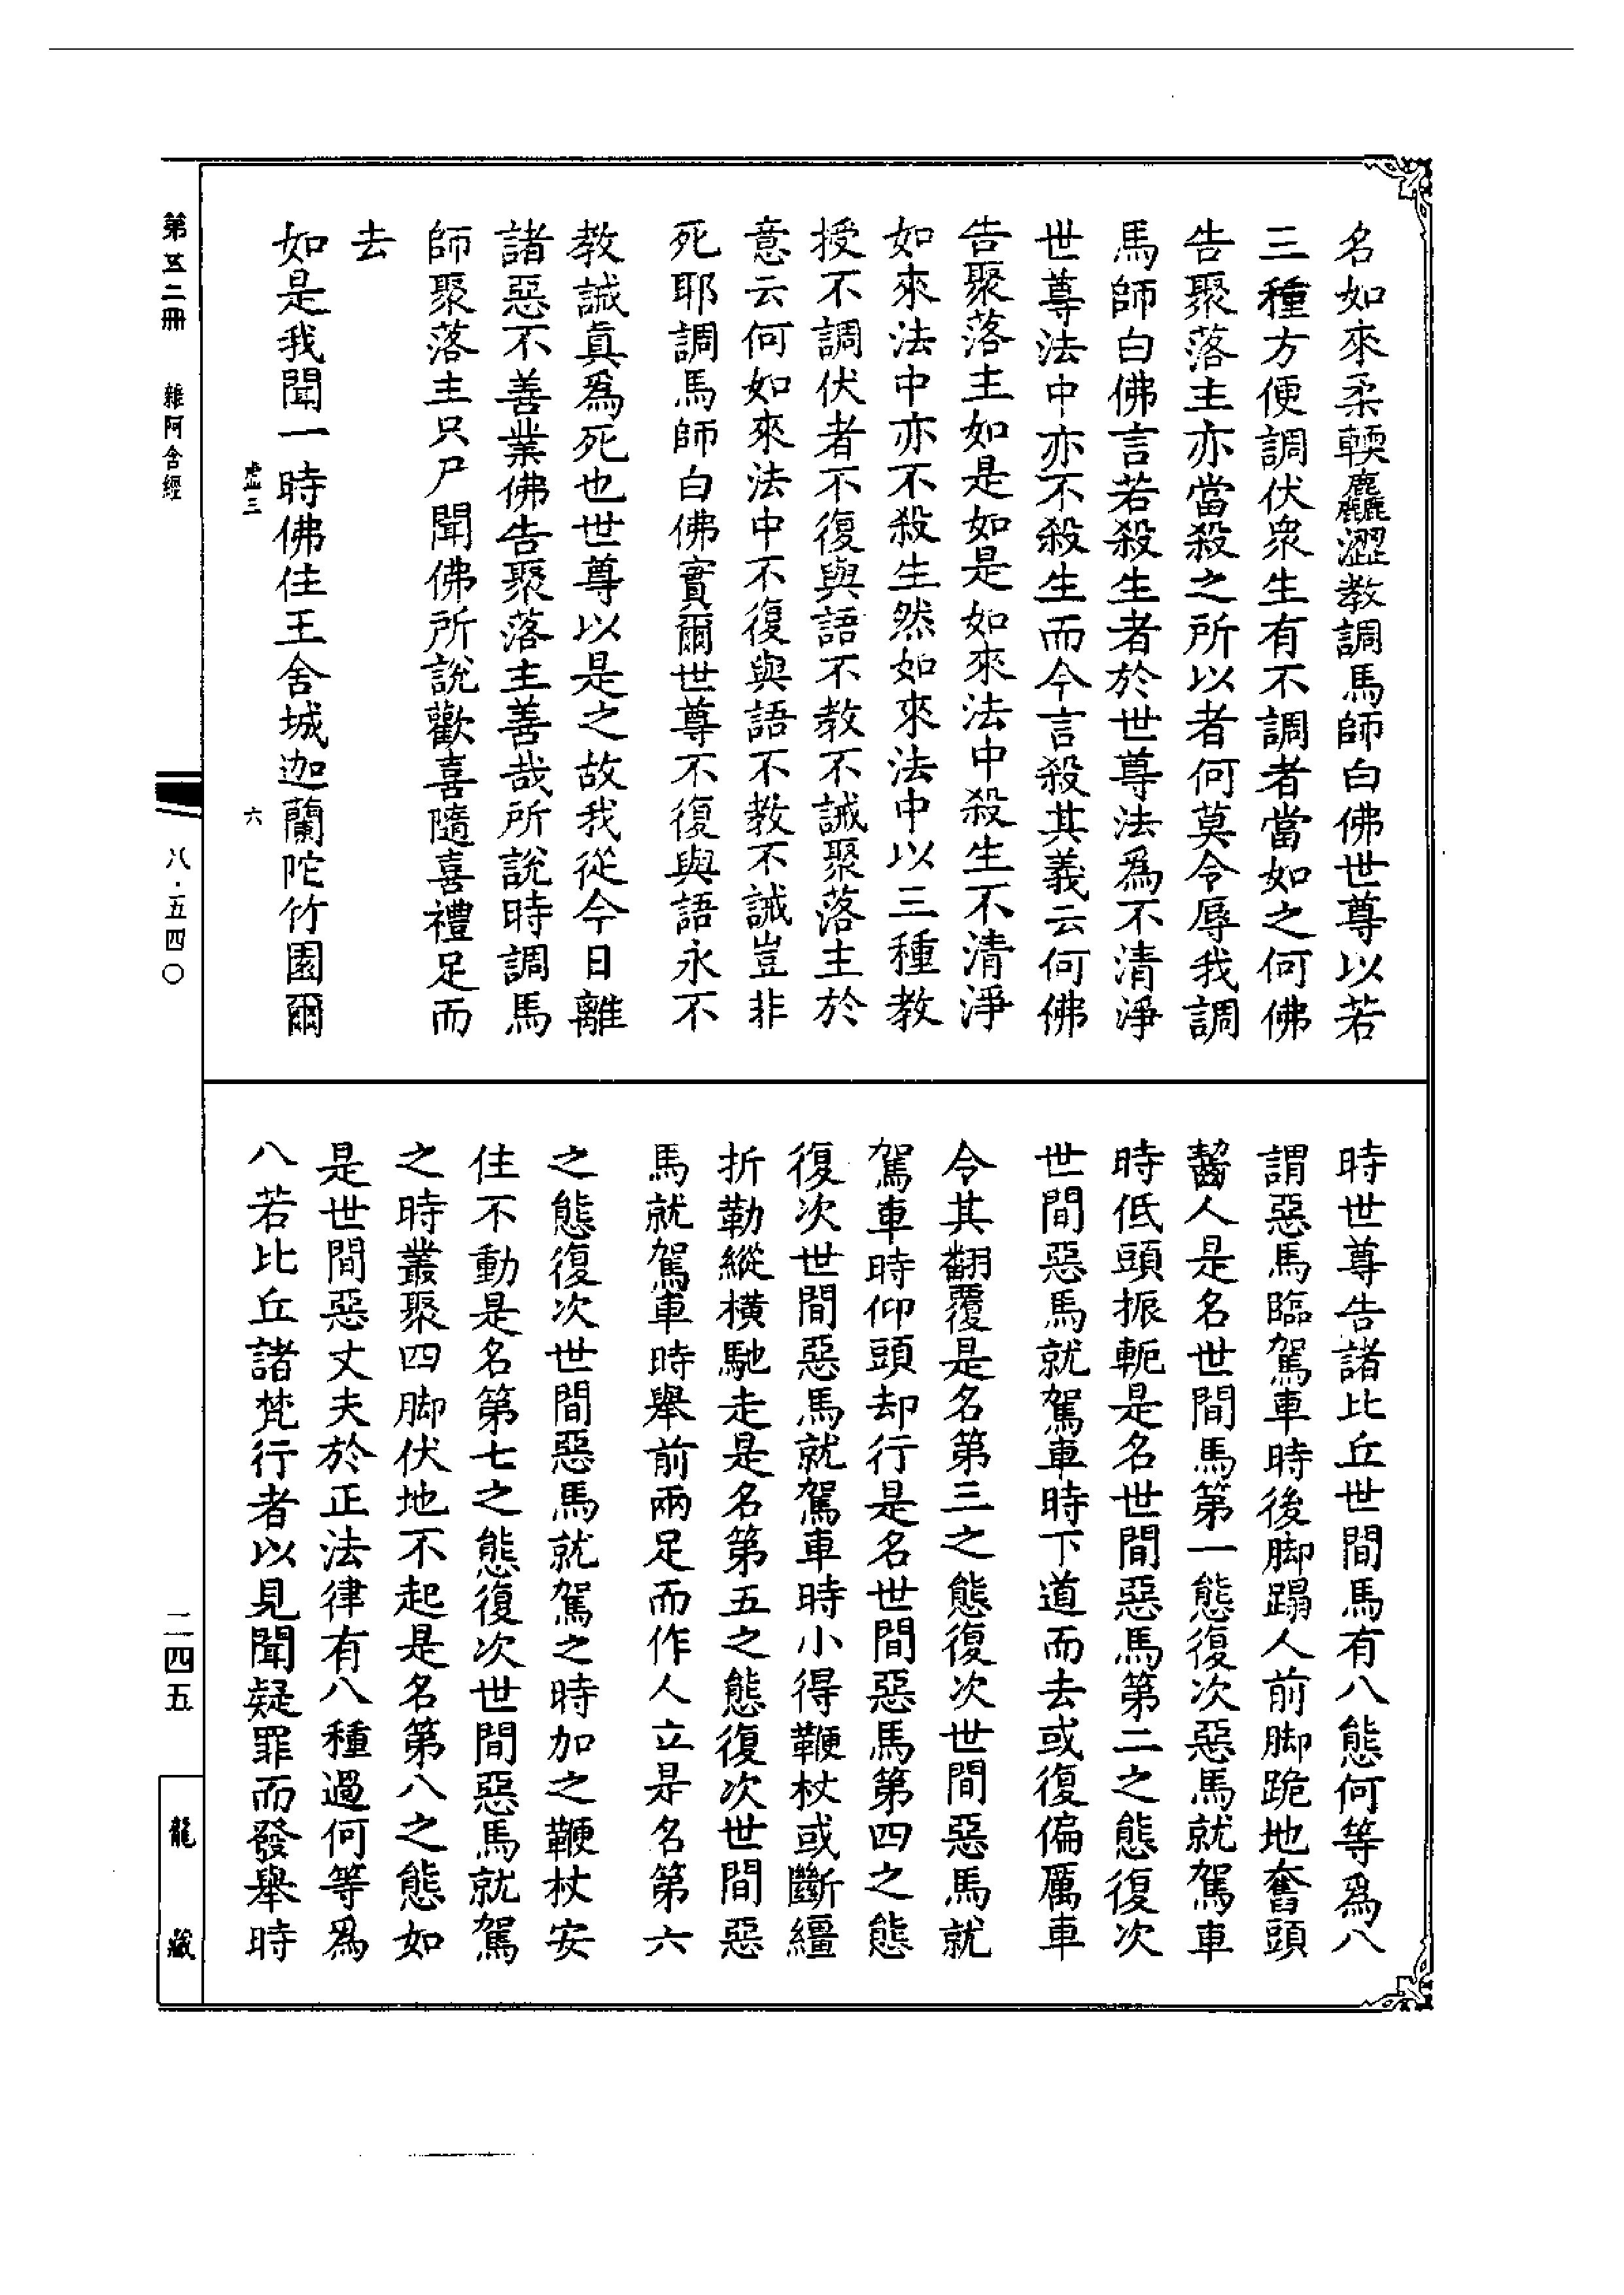 名如來柔輭麤澀教調馬師白佛世尊以若
三種方便調伏衆生有不調者當如之何佛
告聚落主亦當殺之所以者何莫令辱我調
馬師白佛言若殺生者於世尊法爲不清淨
世尊法中亦不殺生而今言殺其義云何佛
告聚落主如是如是如來法中殺生不清淨
如來法中亦不殺生然如來法中以三種教
授不調伏者不復與語不教不誡聚落主於
意云何如來法中不復與語不教不誡豈非
死耶調馬師白佛實爾世尊不復與語永不
教誡眞爲死也世尊以是之故我從今日離
諸惡不善業佛告聚落主善哉所說時調馬
師聚落主只尸聞佛所說歡喜隨喜禮足而
去
如是我聞一時佛住王舍城迦蘭陀竹園爾
虛三 六
時世尊告諸比丘世間馬有八態何等爲八
謂惡馬臨駕車時後脚蹋人前脚跪地奮頭
齧人是名世間馬第一態復次惡馬就駕車
時低頭振軛是名世間惡馬第二之態復次
世間惡馬就駕車時下道而去或復偏厲車
令其翻覆是名第三之態復次世間惡馬就
駕車時仰頭却行是名世間惡馬第四之態
復次世間惡馬就駕車時小得鞭杖或斷繮
折勒縱橫馳走是名第五之態復次世間惡
馬就駕車時舉前兩足而作人立是名第六
之態復次世間惡馬就駕之時加之鞭杖安
住不動是名第七之態復次世間惡馬就駕
之時叢聚四脚伏地不起是名第八之態如
是世間惡丈夫於正法律有八種過何等爲
八若比丘諸梵行者以見聞疑罪而發舉時
第五二冊 雜阿含經 八·五四〇 二四五 龍藏